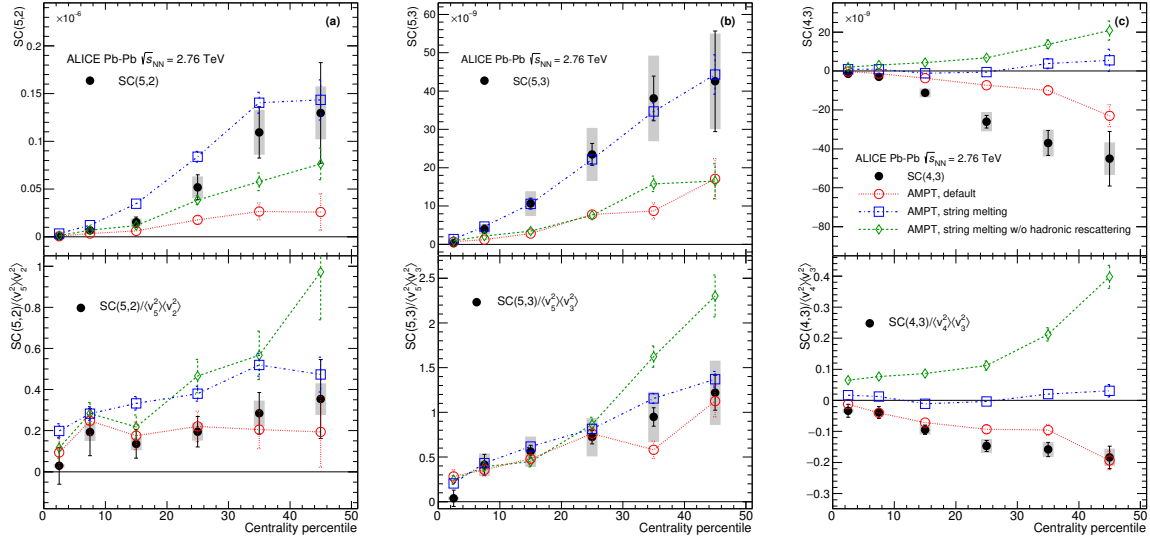 ×10⁻⁶
(a)
SC(5,2)
0.2
0.15
0.1
0.05
0
ALICE Pb-Pb √sNN = 2.76 TeV
SC(5,2)
SC(5,2)/⟨v₅²⟩⟨v₂²⟩
1
0.8
0.6
0.4
0.2
0
SC(5,2)/⟨v₅²⟩⟨v₂²⟩
0 10 20 30 40 50
Centrality percentile
×10⁻⁹
(b)
SC(5,3)
60
50
40
30
20
10
0
ALICE Pb-Pb √sNN = 2.76 TeV
SC(5,3)
SC(5,3)/⟨v₅²⟩⟨v₃²⟩
2.5
2
1.5
1
0.5
0
SC(5,3)/⟨v₅²⟩⟨v₃²⟩
0 10 20 30 40 50
Centrality percentile
×10⁻⁹
(c)
SC(4,3)
20
0
−20
−40
−60
−80
ALICE Pb-Pb √sNN = 2.76 TeV
SC(4,3)
AMPT, default
AMPT, string melting
AMPT, string melting w/o hadronic rescattering
SC(4,3)/⟨v₄²⟩⟨v₃²⟩
0.4
0.3
0.2
0.1
0
−0.1
−0.2
−0.3
SC(4,3)/⟨v₄²⟩⟨v₃²⟩
0 10 20 30 40 50
Centrality percentile